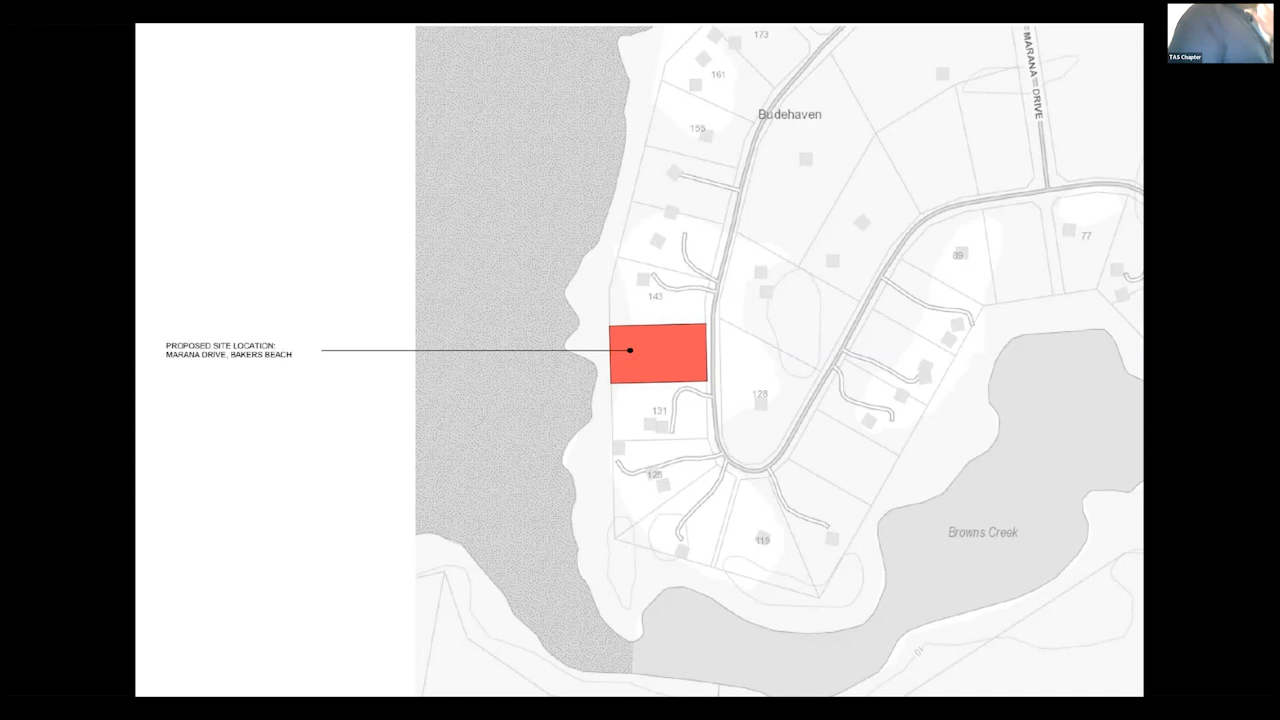 TAS Chapter
173
MARANA DRIVE
161
Budehaven
155
77
89
143
PROPOSED SITE LOCATION:
MARANA DRIVE, BAKERS BEACH
128
131
125
Browns Creek
119
10